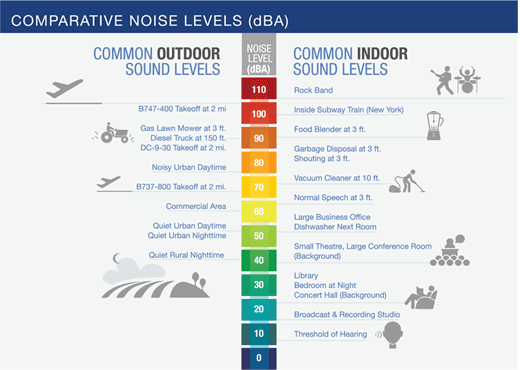 COMPARATIVE NOISE LEVELS (dBA)
COMMON OUTDOOR
SOUND LEVELS
NOISE
LEVEL
(dBA)
COMMON INDOOR
SOUND LEVELS
110
Rock Band
B747-400 Takeoff at 2 mi
100
Inside Subway Train (New York)
Gas Lawn Mower at 3 ft.
Diesel Truck at 150 ft.
DC-9-30 Takeoff at 2 mi.
90
Food Blender at 3 ft.
Garbage Disposal at 3 ft.
Shouting at 3 ft.
Noisy Urban Daytime
80
Vacuum Cleaner at 10 ft.
B737-800 Takeoff at 2 mi.
70
Normal Speech at 3 ft.
Commercial Area
60
Large Business Office
Dishwasher Next Room
Quiet Urban Daytime
Quiet Urban Nighttime
50
Small Theatre, Large Conference Room
(Background)
Quiet Rural Nighttime
40
Library
Bedroom at Night
Concert Hall (Background)
30
20
Broadcast & Recording Studio
10
Threshold of Hearing
0